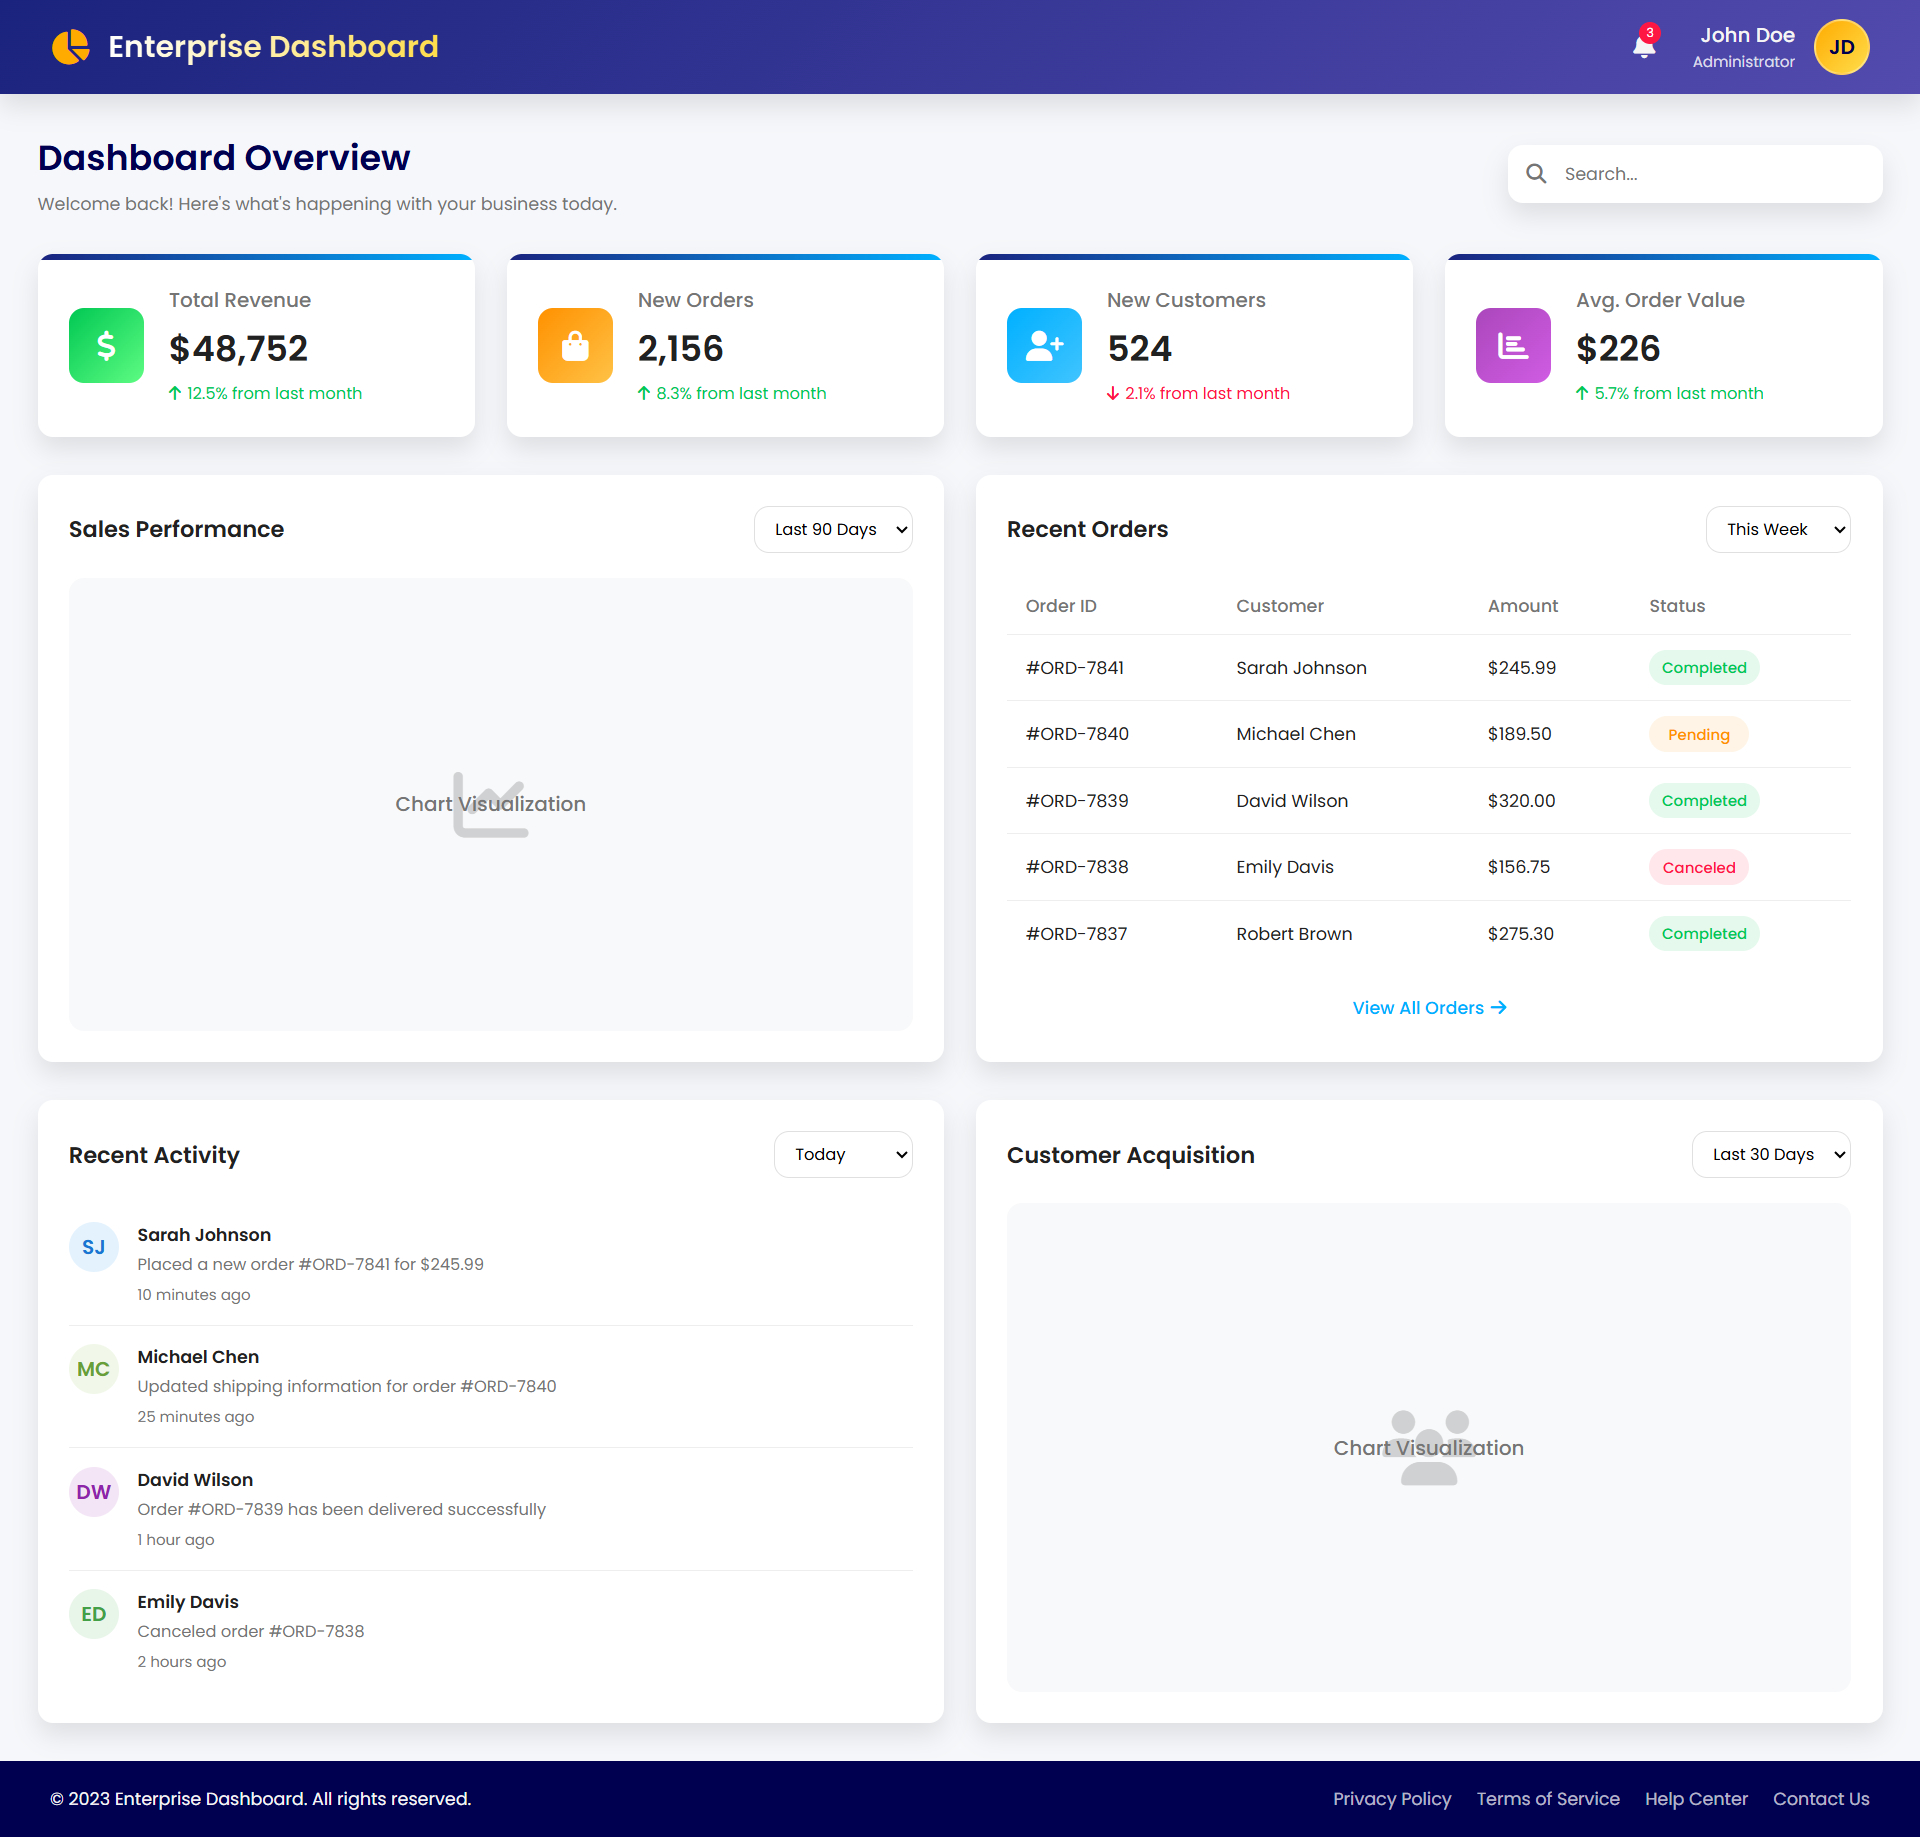 Enterprise Dashboard
3
John Doe
Administrator
JD
Dashboard Overview
Welcome back! Here's what's happening with your business today.
Search...
Total Revenue
$48,752
12.5% from last month
New Orders
2,156
8.3% from last month
New Customers
524
2.1% from last month
Avg. Order Value
$226
5.7% from last month
Sales Performance
Last 90 Days
Chart Visualization
Recent Orders
This Week
Order ID Customer Amount Status
#ORD-7841 Sarah Johnson $245.99 Completed
#ORD-7840 Michael Chen $189.50 Pending
#ORD-7839 David Wilson $320.00 Completed
#ORD-7838 Emily Davis $156.75 Canceled
#ORD-7837 Robert Brown $275.30 Completed
View All Orders
Recent Activity
Today
SJ
Sarah Johnson
Placed a new order #ORD-7841 for $245.99
10 minutes ago
MC
Michael Chen
Updated shipping information for order #ORD-7840
25 minutes ago
DW
David Wilson
Order #ORD-7839 has been delivered successfully
1 hour ago
ED
Emily Davis
Canceled order #ORD-7838
2 hours ago
Customer Acquisition
Last 30 Days
Chart Visualization
© 2023 Enterprise Dashboard. All rights reserved.
Privacy Policy Terms of Service Help Center Contact Us